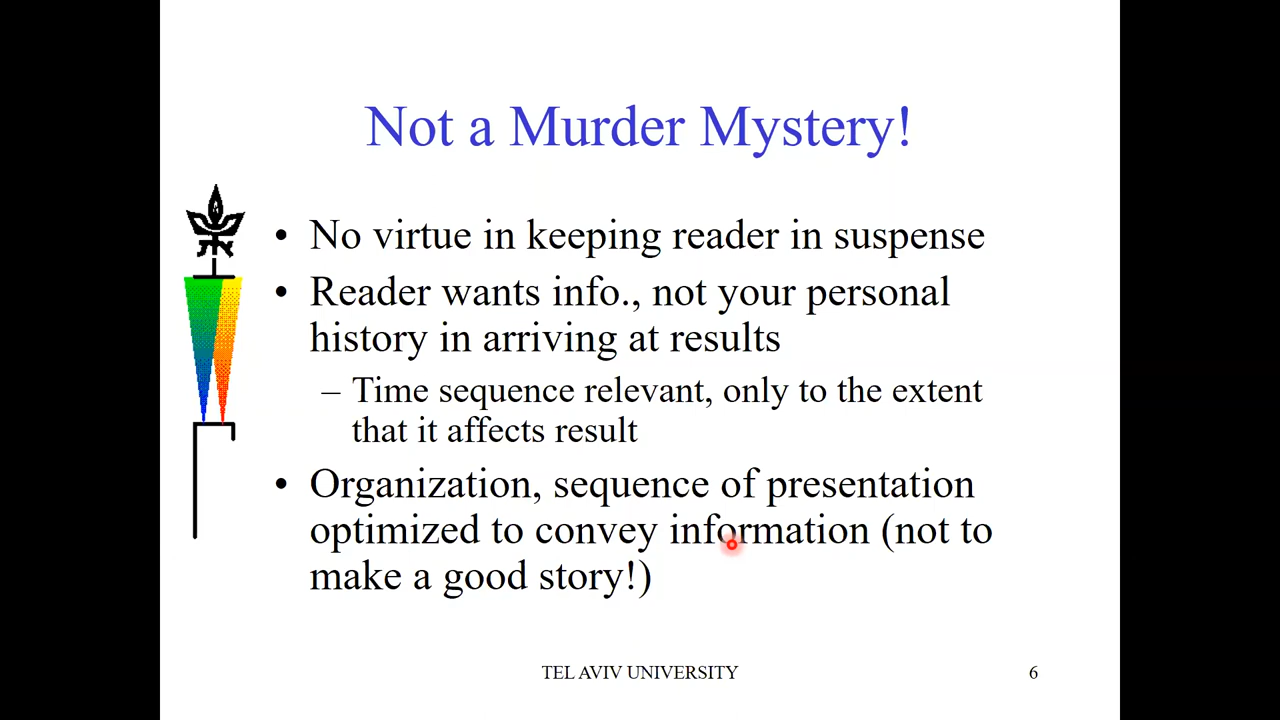 Not a Murder Mystery!
• No virtue in keeping reader in suspense
• Reader wants info., not your personal
history in arriving at results
– Time sequence relevant, only to the extent
that it affects result
• Organization, sequence of presentation
optimized to convey information (not to
make a good story!)
TEL AVIV UNIVERSITY
6